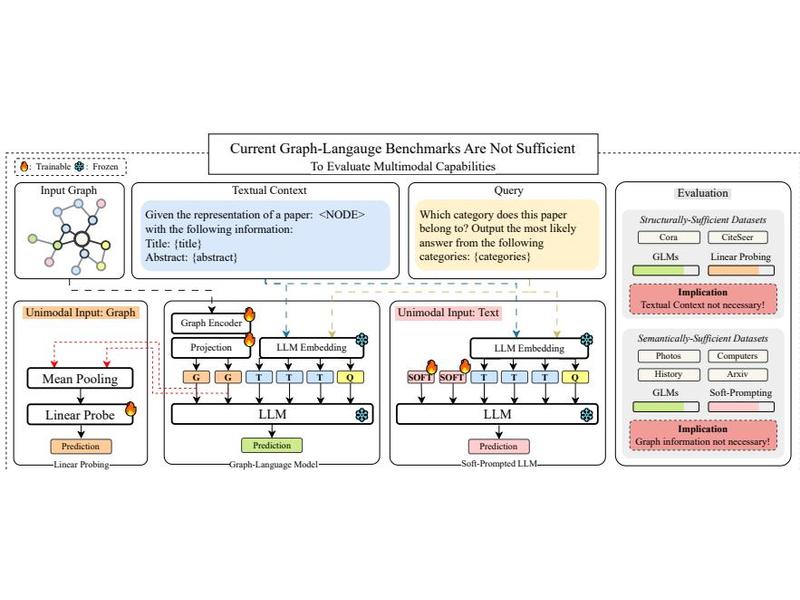 Current Graph-Langauge Benchmarks Are Not Sufficient
To Evaluate Multimodal Capabilities
: Trainable : Frozen
Input Graph
Textual Context
Given the representation of a paper: <NODE>
with the following information:
Title: {title}
Abstract: {abstract}
Query
Which category does this paper
belong to? Output the most likely
answer from the following
categories: {categories}
Unimodal Input: Graph
Mean Pooling
Linear Probe
Prediction
Linear Probing
Graph Encoder
Projection
LLM Embedding
G G T T T Q
LLM
Prediction
Graph-Language Model
Unimodal Input: Text
LLM Embedding
SOFT SOFT T T T Q
LLM
Prediction
Soft-Prompted LLM
Evaluation
Structurally-Sufficient Datasets
Cora CiteSeer
GLMs Linear Probing
Implication
Textual Context not necessary!
Semantically-Sufficient Datasets
Photos Computers
History Arxiv
GLMs Soft-Prompting
Implication
Graph information not necessary!